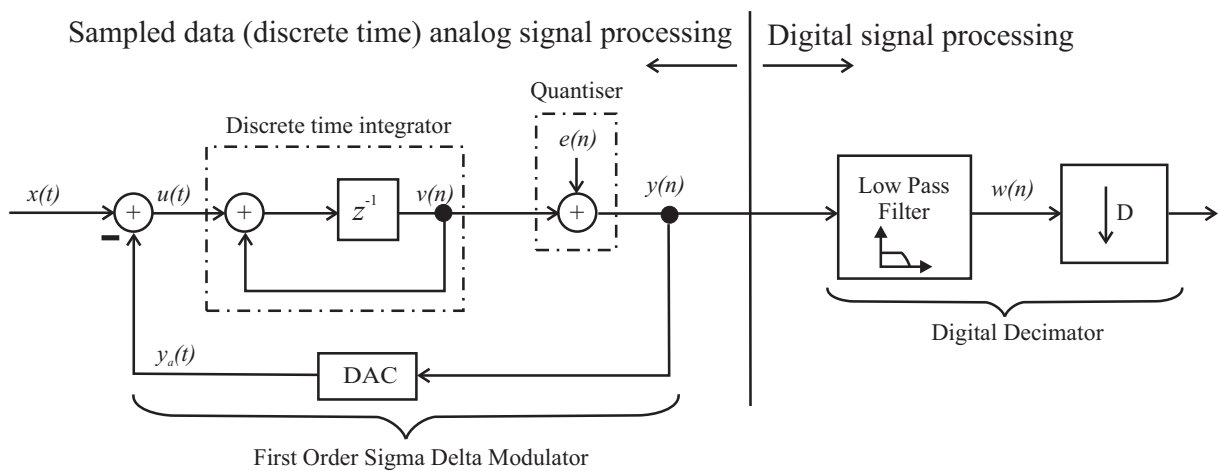 Sampled data (discrete time) analog signal processing
Digital signal processing
Quantiser
Discrete time integrator
e(n)
x(t)
u(t)
v(n)
y(n)
w(n)
+
+
z-1
+
Low Pass
Filter
D
−
Digital Decimator
ya(t)
DAC
First Order Sigma Delta Modulator